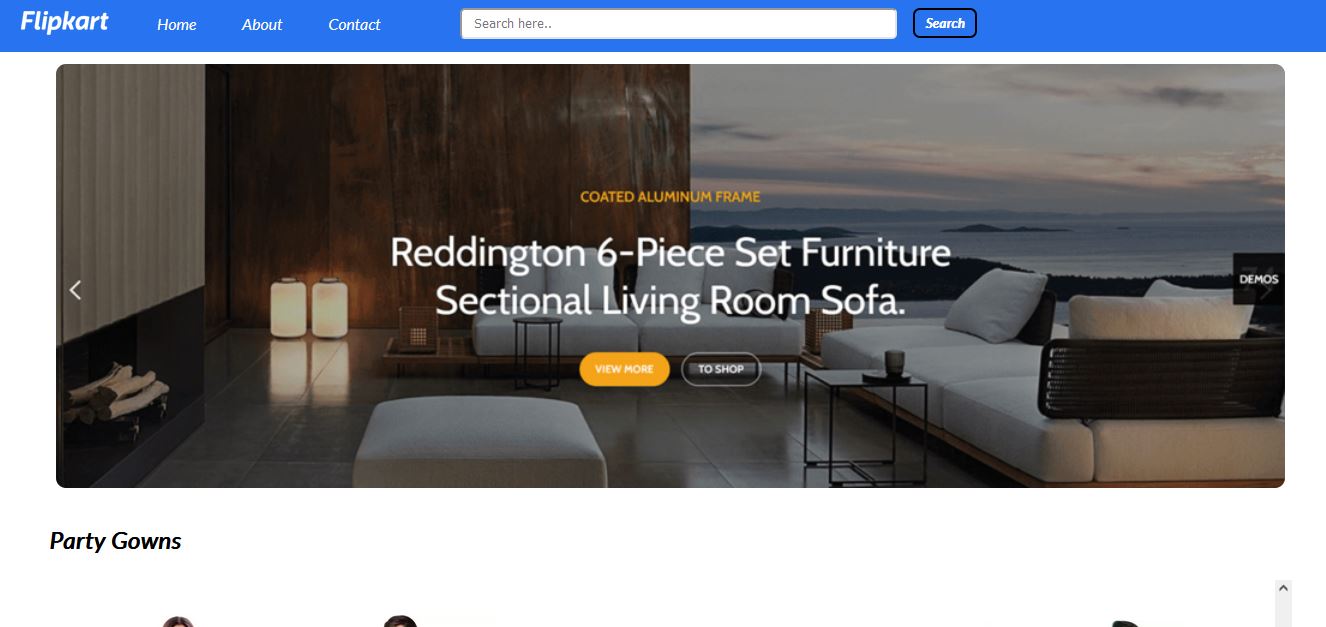 Flipkart
Home
About
Contact
Search here..
Search
COATED ALUMINUM FRAME
Reddington 6-Piece Set Furniture
Sectional Living Room Sofa.
DEMOS
VIEW MORE
TO SHOP
Party Gowns